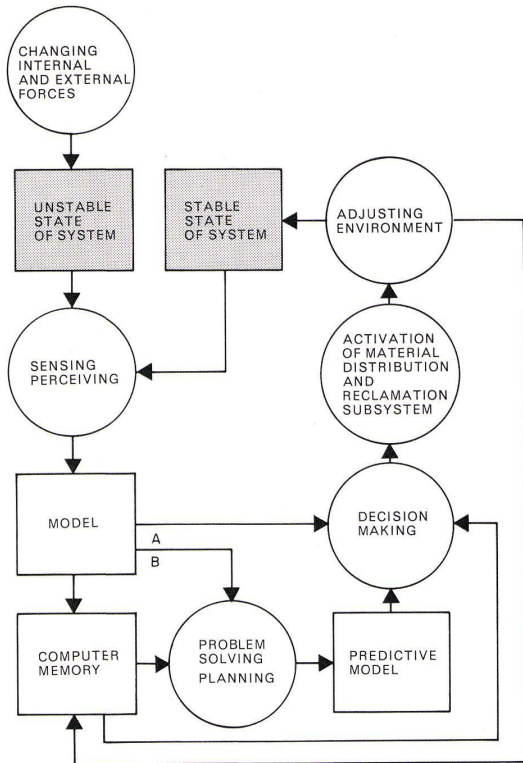 CHANGING
INTERNAL
AND EXTERNAL
FORCES
UNSTABLE
STATE
OF SYSTEM
STABLE
STATE
OF SYSTEM
ADJUSTING
ENVIRONMENT
SENSING
PERCEIVING
ACTIVATION
OF MATERIAL
DISTRIBUTION
AND
RECLAMATION
SUBSYSTEM
MODEL
A
B
DECISION
MAKING
COMPUTER
MEMORY
PROBLEM
SOLVING
PLANNING
PREDICTIVE
MODEL